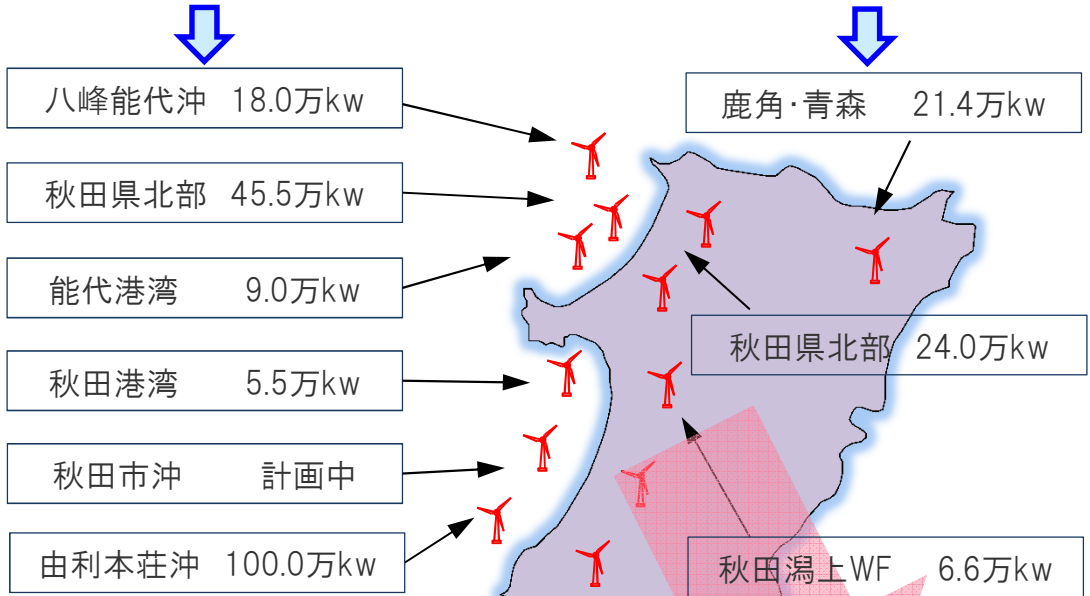 八峰能代沖 18.0万kw
秋田県北部 45.5万kw
能代港湾 9.0万kw
秋田港湾 5.5万kw
秋田市沖 計画中
由利本荘沖 100.0万kw
鹿角・青森 21.4万kw
秋田県北部 24.0万kw
秋田潟上WF 6.6万kw